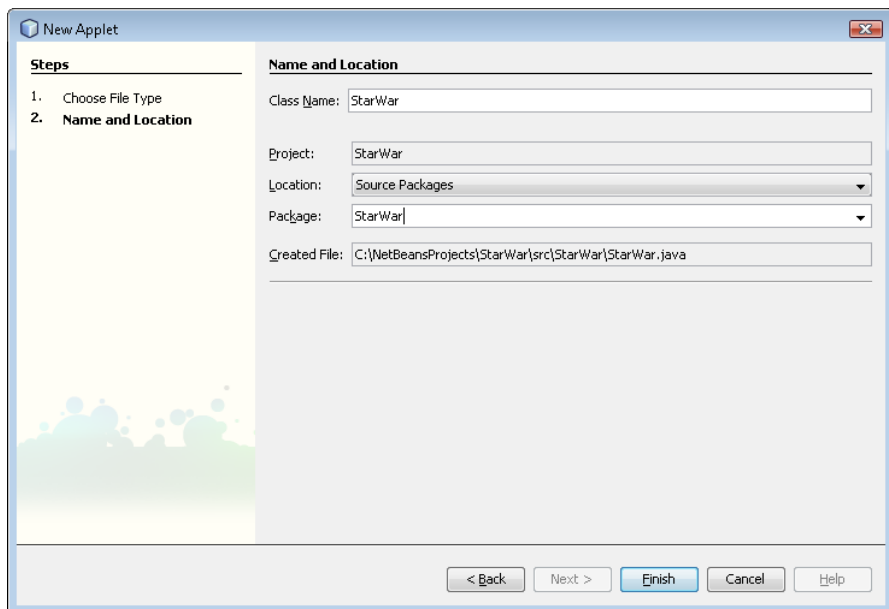 New Applet
Steps
1. Choose File Type
2. Name and Location
Name and Location
Class Name: StarWar
Project: StarWar
Location: Source Packages
Package: StarWar
Created File: C:\NetBeansProjects\StarWar\src\StarWar\StarWar.java
< Back Next > Finish Cancel Help